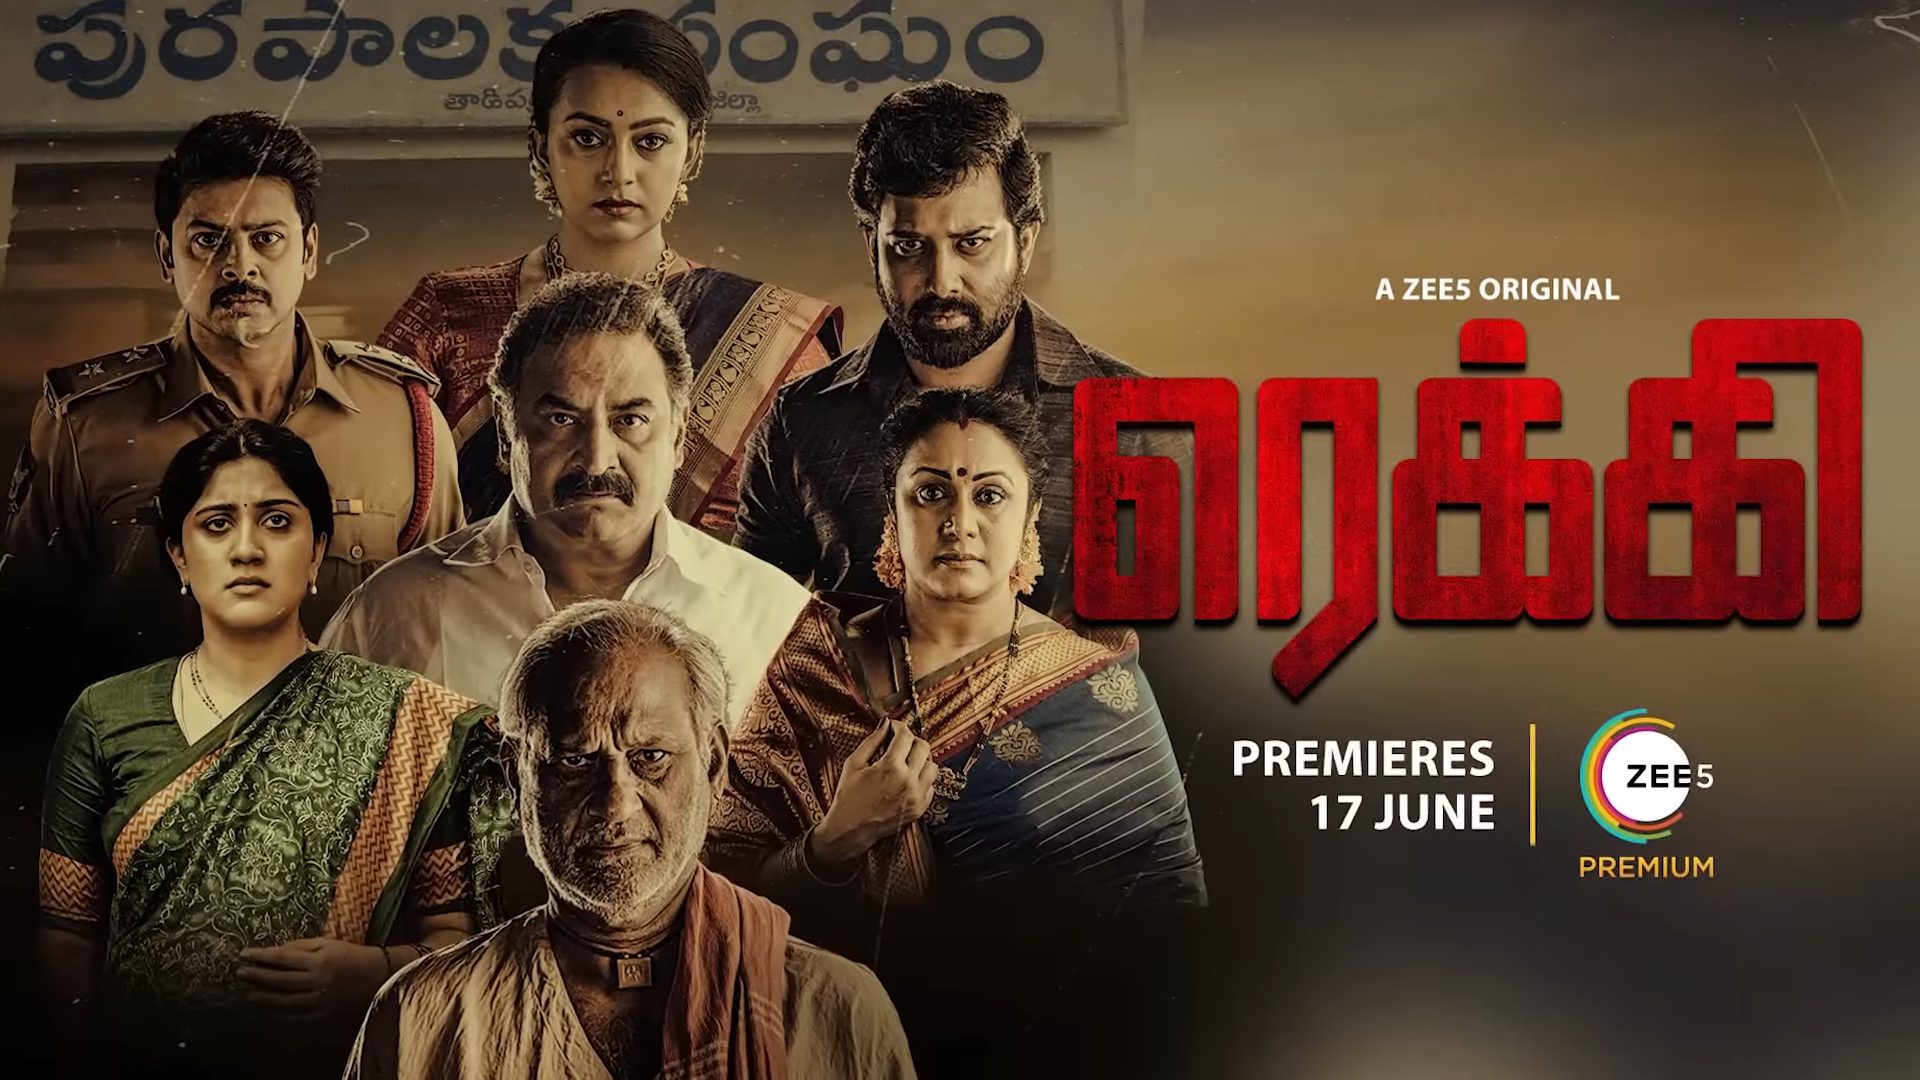 పురపాలక సంఘం
జిల్లా
A ZEE5 ORIGINAL
ரெக்கி
PREMIERES
17 JUNE
ZEE5
PREMIUM